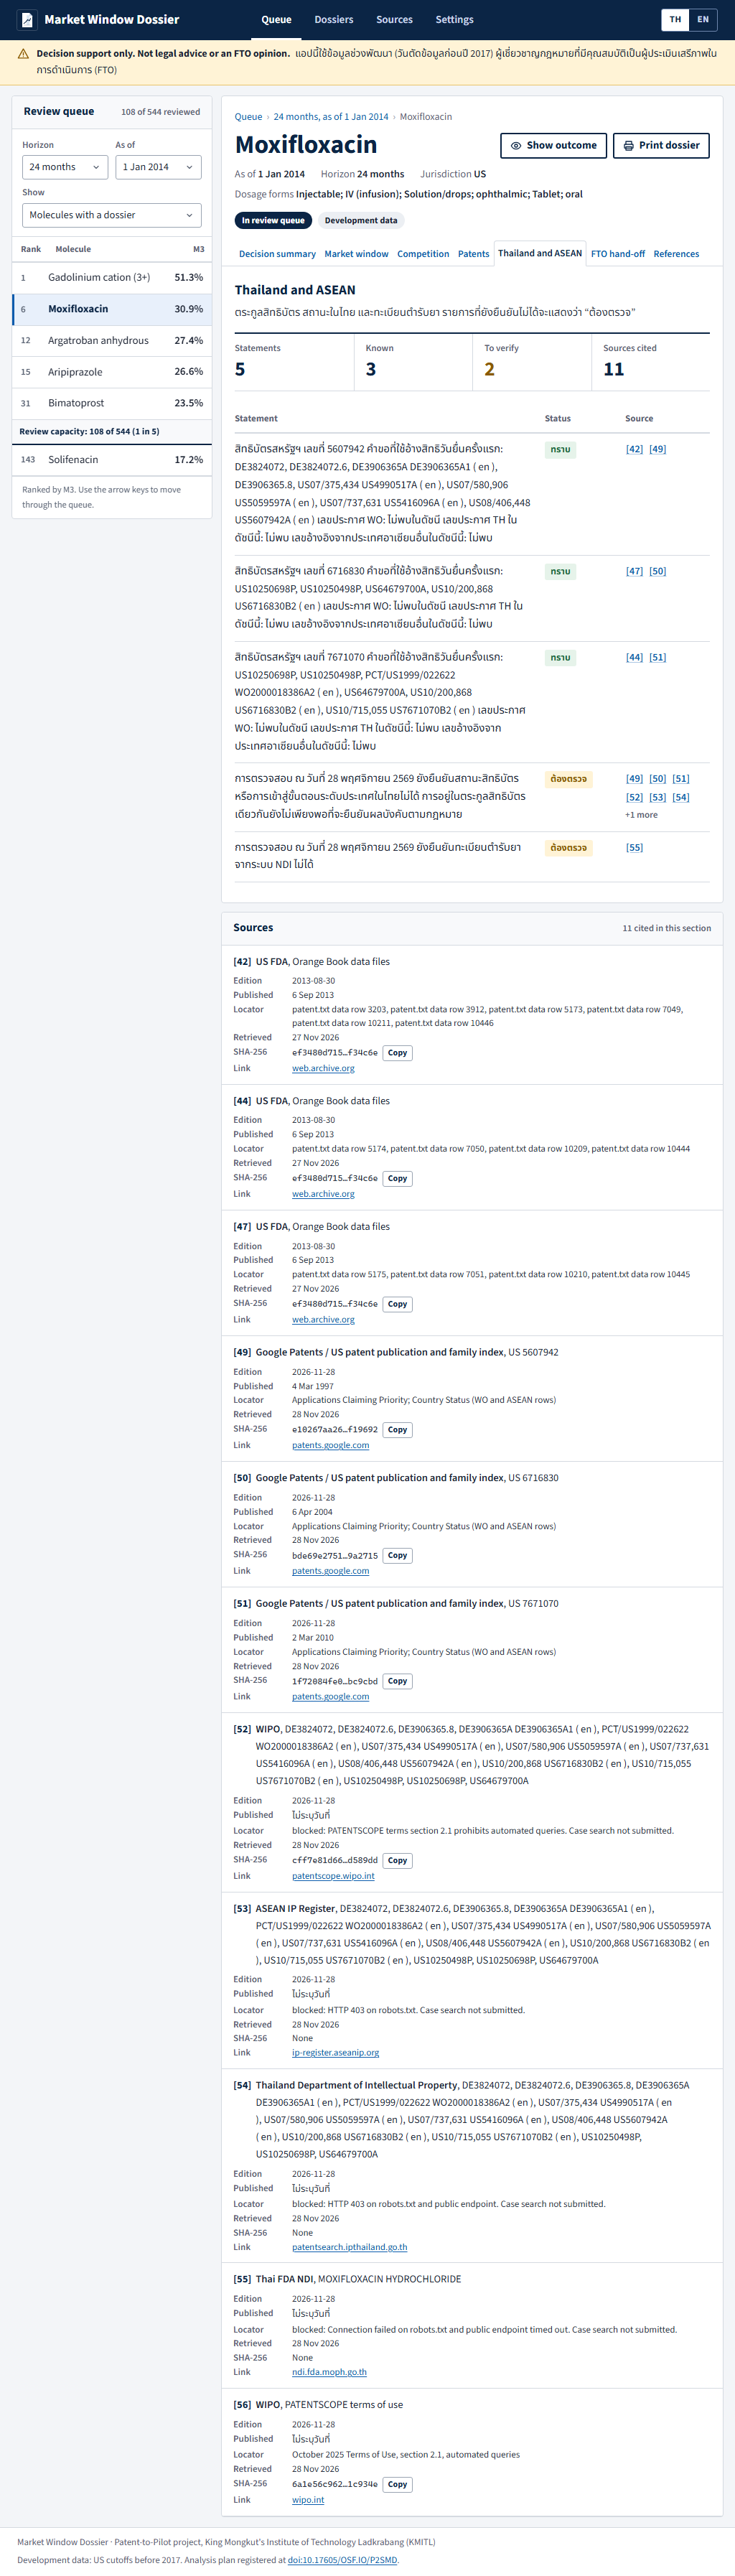 Market Window Dossier
Queue
Dossiers
Sources
Settings
TH
EN
Decision support only. Not legal advice or an FTO opinion. แอปนี้ใช้ข้อมูลช่วงพัฒนา (วันตัดข้อมูลก่อนปี 2017) ผู้เชี่ยวชาญกฎหมายที่มีคุณสมบัติเป็นผู้ประเมินเสรีภาพใน
การดำเนินการ (FTO)
Review queue
108 of 544 reviewed
Horizon
As of
24 months
1 Jan 2014
Show
Molecules with a dossier
Rank Molecule M3
1 Gadolinium cation (3+) 51.3%
6 Moxifloxacin 30.9%
12 Argatroban anhydrous 27.4%
15 Aripiprazole 26.6%
31 Bimatoprost 23.5%
Review capacity: 108 of 544 (1 in 5)
143 Solifenacin 17.2%
Ranked by M3. Use the arrow keys to move
through the queue.
Queue › 24 months, as of 1 Jan 2014 › Moxifloxacin
Moxifloxacin
Show outcome
Print dossier
As of 1 Jan 2014 Horizon 24 months Jurisdiction US
Dosage forms Injectable; IV (infusion); Solution/drops; ophthalmic; Tablet; oral
In review queue
Development data
Decision summary
Market window
Competition
Patents
Thailand and ASEAN
FTO hand-off
References
Thailand and ASEAN
ตระกูลสิทธิบัตร สถานะในไทย และทะเบียนตำรับยา รายการที่ยังยืนยันไม่ได้จะแสดงว่า “ต้องตรวจ”
Statements
5
Known
3
To verify
2
Sources cited
11
Statement Status Source
สิทธิบัตรสหรัฐฯ เลขที่ 5607942 คำขอที่ใช้อ้างสิทธิวันยื่นครั้งแรก:
DE3824072, DE3824072.6, DE3906365A DE3906365A1 ( en ),
DE3906365.8, US07/375,434 US4990517A ( en ), US07/580,906
US5059597A ( en ), US07/737,631 US5416096A ( en ), US08/406,448
US5607942A ( en ) เลขประกาศ WO: ไม่พบในดัชนี เลขประกาศ TH ใน
ดัชนีนี้: ไม่พบ เลขอ้างอิงจากประเทศอาเซียนอื่นในดัชนีนี้: ไม่พบ
ทราบ
[42] [49]
สิทธิบัตรสหรัฐฯ เลขที่ 6716830 คำขอที่ใช้อ้างสิทธิวันยื่นครั้งแรก:
US10250698P, US10250498P, US64679700A, US10/200,868
US6716830B2 ( en ) เลขประกาศ WO: ไม่พบในดัชนี เลขประกาศ TH ใน
ดัชนีนี้: ไม่พบ เลขอ้างอิงจากประเทศอาเซียนอื่นในดัชนีนี้: ไม่พบ
ทราบ
[47] [50]
สิทธิบัตรสหรัฐฯ เลขที่ 7671070 คำขอที่ใช้อ้างสิทธิวันยื่นครั้งแรก:
US10250698P, US10250498P, PCT/US1999/022622
WO2000018386A2 ( en ), US64679700A, US10/200,868
US6716830B2 ( en ), US10/715,055 US7671070B2 ( en ) เลขประกาศ
WO: ไม่พบในดัชนี เลขประกาศ TH ในดัชนีนี้: ไม่พบ เลขอ้างอิงจาก
ประเทศอาเซียนอื่นในดัชนีนี้: ไม่พบ
ทราบ
[44] [51]
การตรวจสอบ ณ วันที่ 28 พฤศจิกายน 2569 ยังยืนยันสถานะสิทธิบัตร
หรือการเข้าสู่ขั้นตอนระดับประเทศในไทยไม่ได้ การอยู่ในตระกูลสิทธิบัตร
เดียวกันยังไม่เพียงพอที่จะยืนยันผลบังคับตามกฎหมาย
ต้องตรวจ
[49] [50] [51]
[52] [53] [54]
+1 more
การตรวจสอบ ณ วันที่ 28 พฤศจิกายน 2569 ยังยืนยันทะเบียนตำรับยา
จากระบบ NDI ไม่ได้
ต้องตรวจ
[55]
Sources
11 cited in this section
[42] US FDA, Orange Book data files
Edition 2013-08-30
Published 6 Sep 2013
Locator patent.txt data row 3203, patent.txt data row 3912, patent.txt data row 5173, patent.txt data row 7049,
patent.txt data row 10211, patent.txt data row 10446
Retrieved 27 Nov 2026
SHA-256 ef3480d715…f34c6e Copy
Link web.archive.org
[44] US FDA, Orange Book data files
Edition 2013-08-30
Published 6 Sep 2013
Locator patent.txt data row 5174, patent.txt data row 7050, patent.txt data row 10209, patent.txt data row 10444
Retrieved 27 Nov 2026
SHA-256 ef3480d715…f34c6e Copy
Link web.archive.org
[47] US FDA, Orange Book data files
Edition 2013-08-30
Published 6 Sep 2013
Locator patent.txt data row 5175, patent.txt data row 7051, patent.txt data row 10210, patent.txt data row 10445
Retrieved 27 Nov 2026
SHA-256 ef3480d715…f34c6e Copy
Link web.archive.org
[49] Google Patents / US patent publication and family index, US 5607942
Edition 2026-11-28
Published 4 Mar 1997
Locator Applications Claiming Priority; Country Status (WO and ASEAN rows)
Retrieved 28 Nov 2026
SHA-256 e10267aa26…f19692 Copy
Link patents.google.com
[50] Google Patents / US patent publication and family index, US 6716830
Edition 2026-11-28
Published 6 Apr 2004
Locator Applications Claiming Priority; Country Status (WO and ASEAN rows)
Retrieved 28 Nov 2026
SHA-256 bde69e2751…9a2715 Copy
Link patents.google.com
[51] Google Patents / US patent publication and family index, US 7671070
Edition 2026-11-28
Published 2 Mar 2010
Locator Applications Claiming Priority; Country Status (WO and ASEAN rows)
Retrieved 28 Nov 2026
SHA-256 1f72084fe0…bc9cbd Copy
Link patents.google.com
[52] WIPO, DE3824072, DE3824072.6, DE3906365.8, DE3906365A DE3906365A1 ( en ), PCT/US1999/022622
WO2000018386A2 ( en ), US07/375,434 US4990517A ( en ), US07/580,906 US5059597A ( en ), US07/737,631
US5416096A ( en ), US08/406,448 US5607942A ( en ), US10/200,868 US6716830B2 ( en ), US10/715,055
US7671070B2 ( en ), US10250498P, US10250698P, US64679700A
Edition 2026-11-28
Published ไม่ระบุวันที่
Locator blocked: PATENTSCOPE terms section 2.1 prohibits automated queries. Case search not submitted.
Retrieved 28 Nov 2026
SHA-256 cff7e81d66…d589dd Copy
Link patentscope.wipo.int
[53] ASEAN IP Register, DE3824072, DE3824072.6, DE3906365.8, DE3906365A DE3906365A1 ( en ),
PCT/US1999/022622 WO2000018386A2 ( en ), US07/375,434 US4990517A ( en ), US07/580,906 US5059597A
( en ), US07/737,631 US5416096A ( en ), US08/406,448 US5607942A ( en ), US10/200,868 US6716830B2 ( en
), US10/715,055 US7671070B2 ( en ), US10250498P, US10250698P, US64679700A
Edition 2026-11-28
Published ไม่ระบุวันที่
Locator blocked: HTTP 403 on robots.txt. Case search not submitted.
Retrieved 28 Nov 2026
SHA-256 None
Link ip-register.aseanip.org
[54] Thailand Department of Intellectual Property, DE3824072, DE3824072.6, DE3906365.8, DE3906365A
DE3906365A1 ( en ), PCT/US1999/022622 WO2000018386A2 ( en ), US07/375,434 US4990517A ( en
), US07/580,906 US5059597A ( en ), US07/737,631 US5416096A ( en ), US08/406,448 US5607942A
( en ), US10/200,868 US6716830B2 ( en ), US10/715,055 US7671070B2 ( en ), US10250498P,
US10250698P, US64679700A
Edition 2026-11-28
Published ไม่ระบุวันที่
Locator blocked: HTTP 403 on robots.txt and public endpoint. Case search not submitted.
Retrieved 28 Nov 2026
SHA-256 None
Link patentsearch.ipthailand.go.th
[55] Thai FDA NDI, MOXIFLOXACIN HYDROCHLORIDE
Edition 2026-11-28
Published ไม่ระบุวันที่
Locator blocked: Connection failed on robots.txt and public endpoint timed out. Case search not submitted.
Retrieved 28 Nov 2026
SHA-256 None
Link ndi.fda.moph.go.th
[56] WIPO, PATENTSCOPE terms of use
Edition 2026-11-28
Published ไม่ระบุวันที่
Locator October 2025 Terms of Use, section 2.1, automated queries
Retrieved 28 Nov 2026
SHA-256 6a1e56c962…1c934e Copy
Link wipo.int
Market Window Dossier · Patent-to-Pilot project, King Mongkut's Institute of Technology Ladkrabang (KMITL)
Development data: US cutoffs before 2017. Analysis plan registered at doi:10.17605/OSF.IO/P2SMD.